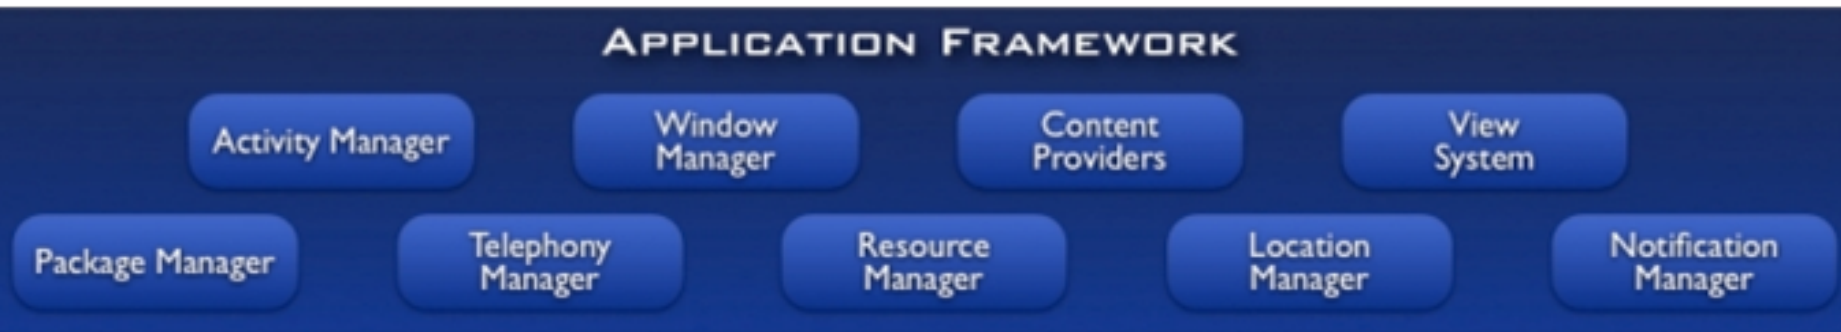 APPLICATION FRAMEWORK
Activity Manager
Window
Manager
Content
Providers
View
System
Package Manager
Telephony
Manager
Resource
Manager
Location
Manager
Notification
Manager